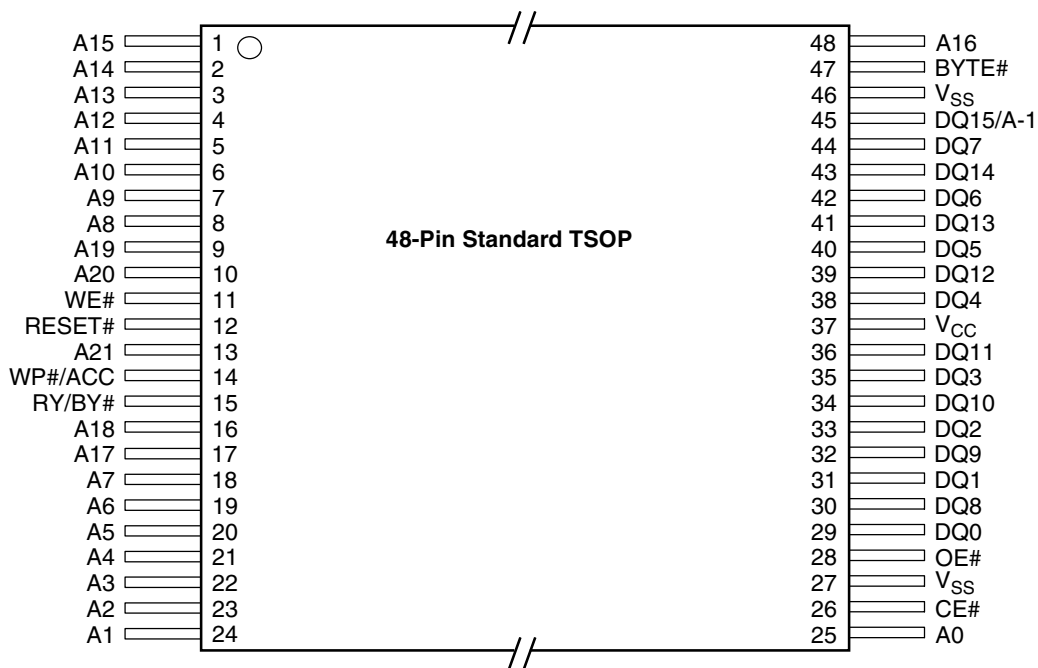 A15 1 48 A16
A14 2 47 BYTE#
A13 3 46 VSS
A12 4 45 DQ15/A-1
A11 5 44 DQ7
A10 6 43 DQ14
A9 7 42 DQ6
A8 8 41 DQ13
48-Pin Standard TSOP
A19 9 40 DQ5
A20 10 39 DQ12
WE# 11 38 DQ4
RESET# 12 37 VCC
A21 13 36 DQ11
WP#/ACC 14 35 DQ3
RY/BY# 15 34 DQ10
A18 16 33 DQ2
A17 17 32 DQ9
A7 18 31 DQ1
A6 19 30 DQ8
A5 20 29 DQ0
A4 21 28 OE#
A3 22 27 VSS
A2 23 26 CE#
A1 24 25 A0